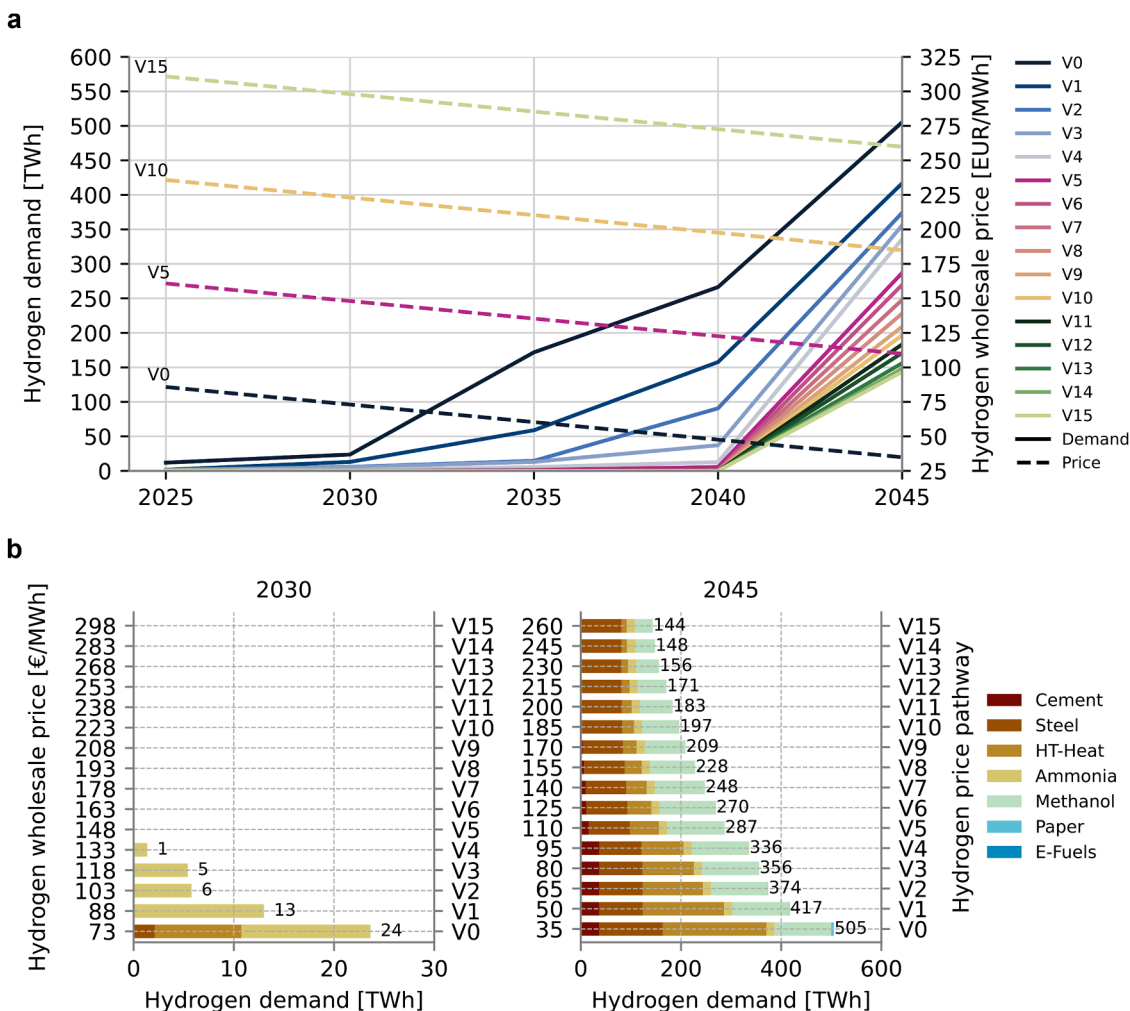 a
Hydrogen demand [TWh]
600
550
500
450
400
350
300
250
200
150
100
50
0
V15
V10
V5
V0
2025
2030
2035
2040
2045
325
300
275
250
225
200
175
150
125
100
75
50
25
Hydrogen wholesale price [EUR/MWh]
V0
V1
V2
V3
V4
V5
V6
V7
V8
V9
V10
V11
V12
V13
V14
V15
Demand
Price
b
Hydrogen wholesale price [€/MWh]
2030
298 V15
283 V14
268 V13
253 V12
238 V11
223 V10
208 V9
193 V8
178 V7
163 V6
148 V5
133 1 V4
118 5 V3
103 6 V2
88 13 V1
73 24 V0
0 10 20 30
Hydrogen demand [TWh]
2045
260 144 V15
245 148 V14
230 156 V13
215 171 V12
200 183 V11
185 197 V10
170 209 V9
155 228 V8
140 248 V7
125 270 V6
110 287 V5
95 336 V4
80 356 V3
65 374 V2
50 417 V1
35 505 V0
0 200 400 600
Hydrogen demand [TWh]
Hydrogen price pathway
Cement
Steel
HT-Heat
Ammonia
Methanol
Paper
E-Fuels